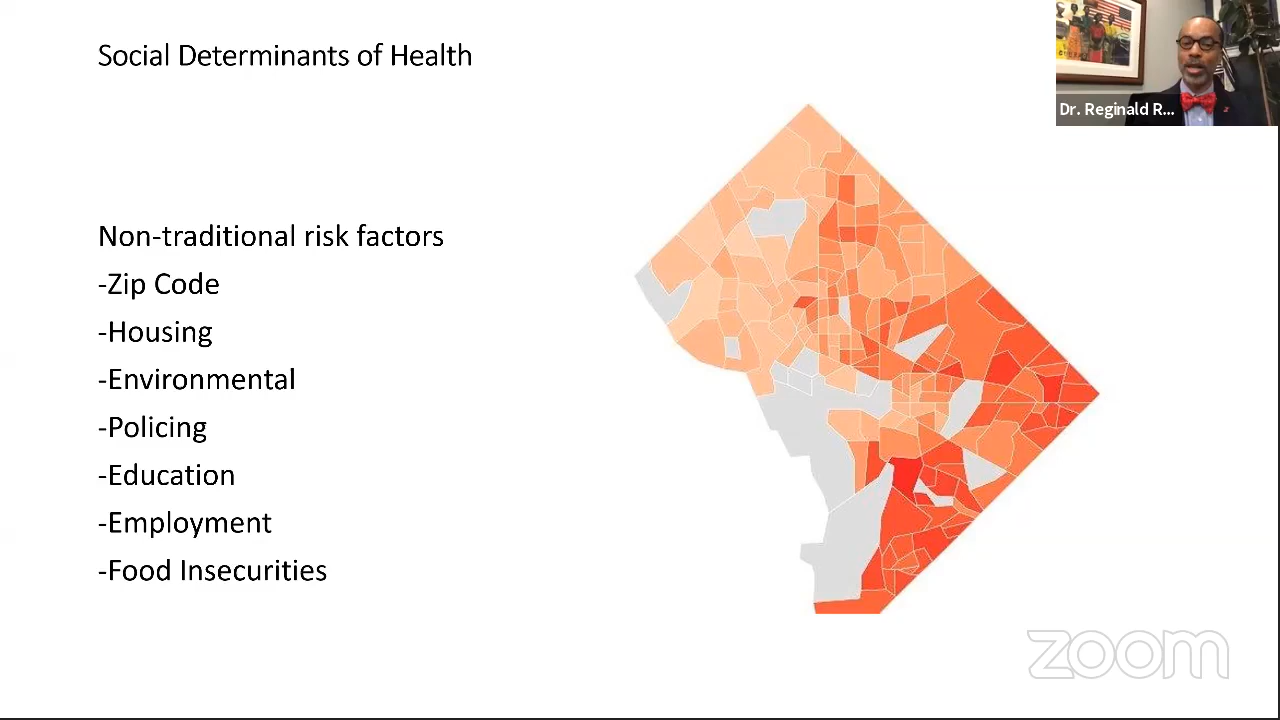 Social Determinants of Health
Dr. Reginald R...
Non-traditional risk factors
-Zip Code
-Housing
-Environmental
-Policing
-Education
-Employment
-Food Insecurities
zoom